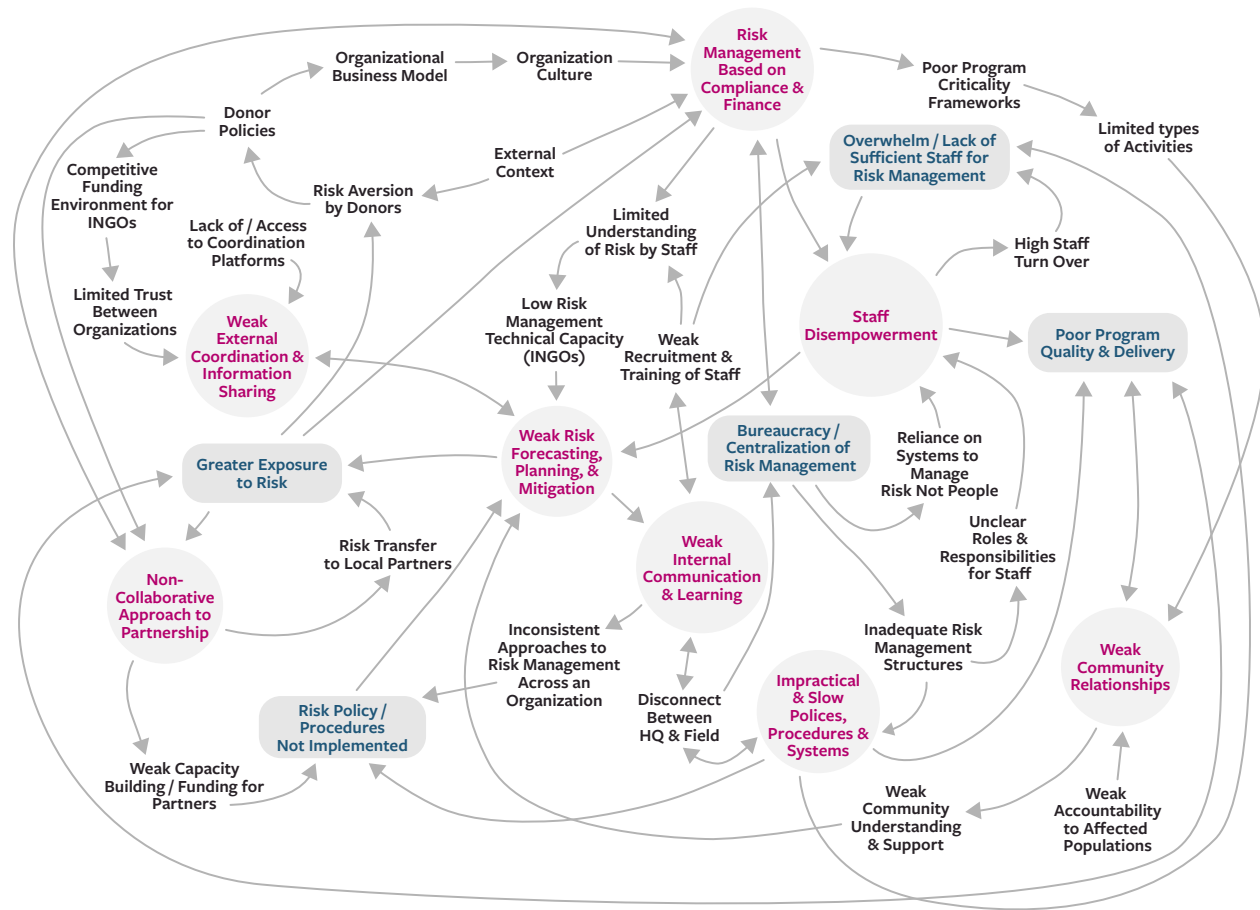 Risk
Management
Based on
Compliance &
Finance
Organizational
Business Model
Organization
Culture
Poor Program
Criticality
Frameworks
Limited types
of Activities
Donor
Policies
Overwhelm / Lack of
Sufficient Staff for
Risk Management
External
Context
Competitive
Funding
Environment for
INGOs
Risk Aversion
by Donors
Lack of / Access
to Coordination
Platforms
Limited
Understanding
of Risk by Staff
High Staff
Turn Over
Limited Trust
Between
Organizations
Weak
External
Coordination &
Information
Sharing
Low Risk
Management
Technical Capacity
(INGOs)
Weak
Recruitment &
Training of Staff
Staff
Disempowerment
Poor Program
Quality & Delivery
Greater Exposure
to Risk
Weak Risk
Forecasting,
Planning, &
Mitigation
Bureaucracy /
Centralization of
Risk Management
Reliance on
Systems to
Manage
Risk Not People
Unclear
Roles &
Responsibilities
for Staff
Risk Transfer
to Local Partners
Weak
Internal
Communication
& Learning
Non-
Collaborative
Approach to
Partnership
Inconsistent
Approaches to
Risk Management
Across an
Organization
Inadequate Risk
Management
Structures
Weak
Community
Relationships
Risk Policy /
Procedures
Not Implemented
Disconnect
Between
HQ & Field
Impractical
& Slow
Polices,
Procedures &
Systems
Weak Capacity
Building / Funding for
Partners
Weak
Community
Understanding
& Support
Weak
Accountability
to Affected
Populations